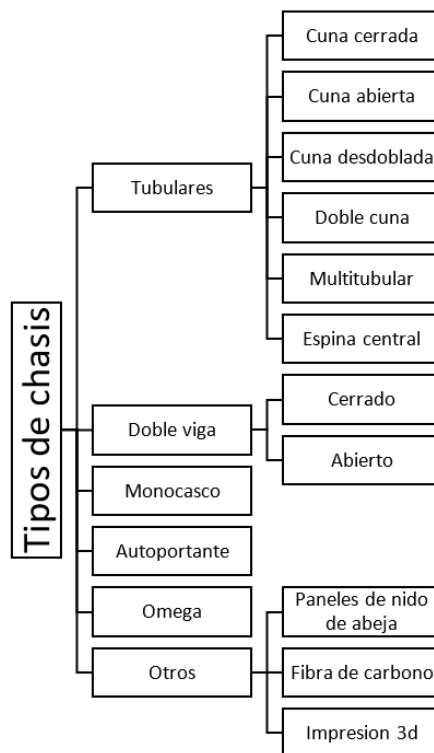 Tipos de chasis
Tubulares
Cuna cerrada
Cuna abierta
Cuna desdoblada
Doble cuna
Multitubular
Espina central
Doble viga
Cerrado
Abierto
Monocasco
Autoportante
Omega
Otros
Paneles de nido
de abeja
Fibra de carbono
Impresion 3d